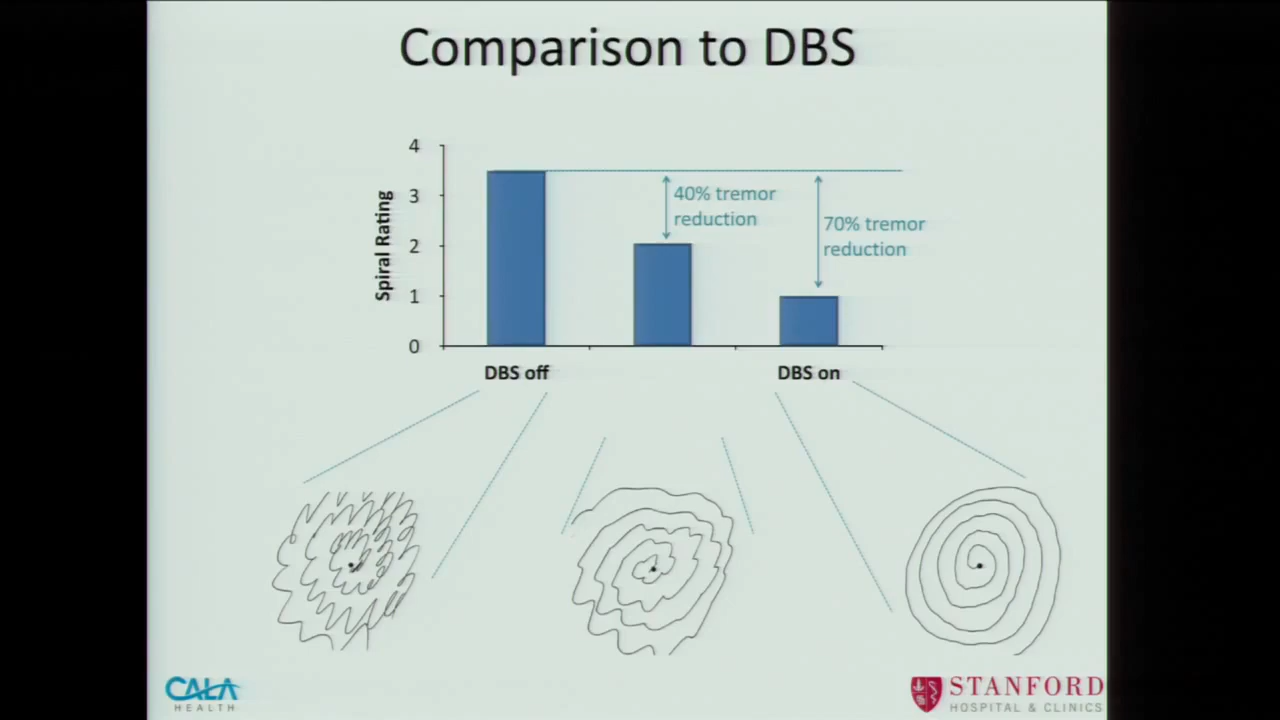 Comparison to DBS
4
3
2
1
0
Spiral Rating
40% tremor
reduction
70% tremor
reduction
DBS off
DBS on
CALA
HEALTH
STANFORD
HOSPITAL & CLINICS